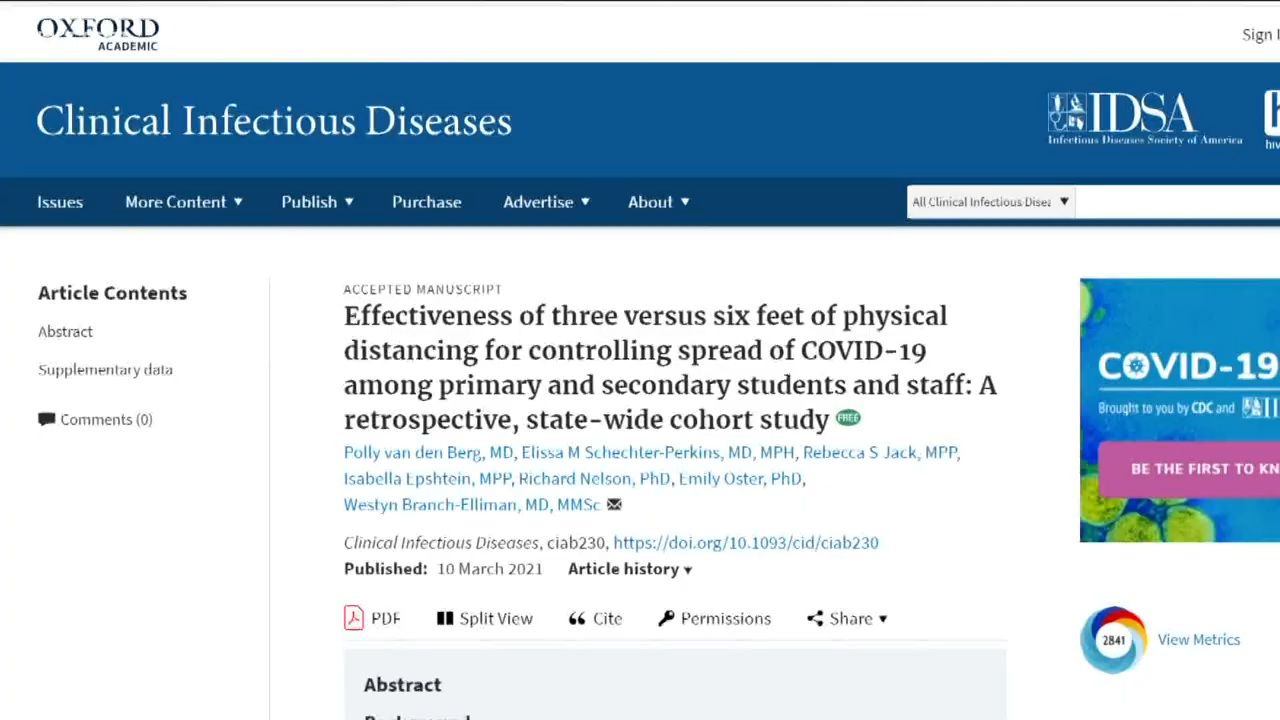 OXFORD
ACADEMIC
Sign
Clinical Infectious Diseases
IDSA
Infectious Diseases Society of America
hiv
Issues
More Content ▼
Publish ▼
Purchase
Advertise ▼
About ▼
All Clinical Infectious Disea ▼
Article Contents
Abstract
Supplementary data
Comments (0)
ACCEPTED MANUSCRIPT
Effectiveness of three versus six feet of physical
distancing for controlling spread of COVID-19
among primary and secondary students and staff: A
retrospective, state-wide cohort study FREE
Polly van den Berg, MD, Elissa M Schechter-Perkins, MD, MPH, Rebecca S Jack, MPP,
Isabella Epshtein, MPP, Richard Nelson, PhD, Emily Oster, PhD,
Westyn Branch-Elliman, MD, MMSc
Clinical Infectious Diseases, ciab230, https://doi.org/10.1093/cid/ciab230
Published: 10 March 2021 Article history ▾
PDF
Split View
Cite
Permissions
Share ▼
Abstract
Background
COVID-19
Brought to you by CDC and
BE THE FIRST TO KN
2841
View Metrics